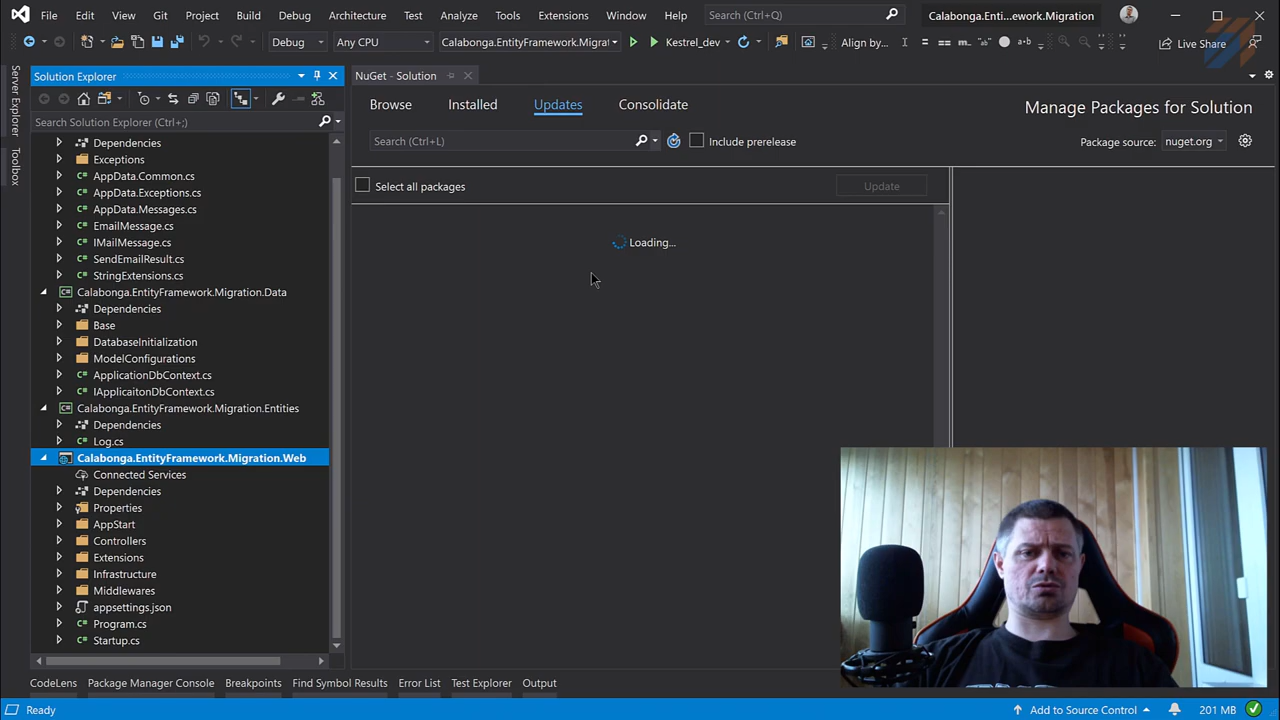 File Edit View Git Project Build Debug Architecture Test Analyze Tools Extensions Window Help Search (Ctrl+Q) Calabonga.Enti...ework.Migration
Debug Any CPU Calabonga.EntityFramework.Migrat Kestrel_dev Align by... Live Share
Server Explorer
Toolbox
Solution Explorer
Search Solution Explorer (Ctrl+;)
Dependencies
Exceptions
AppData.Common.cs
AppData.Exceptions.cs
AppData.Messages.cs
EmailMessage.cs
IMailMessage.cs
SendEmailResult.cs
StringExtensions.cs
Calabonga.EntityFramework.Migration.Data
Dependencies
Base
DatabaseInitialization
ModelConfigurations
ApplicationDbContext.cs
IApplicaitonDbContext.cs
Calabonga.EntityFramework.Migration.Entities
Dependencies
Log.cs
Calabonga.EntityFramework.Migration.Web
Connected Services
Dependencies
Properties
AppStart
Controllers
Extensions
Infrastructure
Middlewares
appsettings.json
Program.cs
Startup.cs
NuGet - Solution
Browse Installed Updates Consolidate
Manage Packages for Solution
Search (Ctrl+L) Include prerelease
Package source: nuget.org
Select all packages Update
Loading...
CodeLens Package Manager Console Breakpoints Find Symbol Results Error List Test Explorer Output
Ready Add to Source Control 201 MB